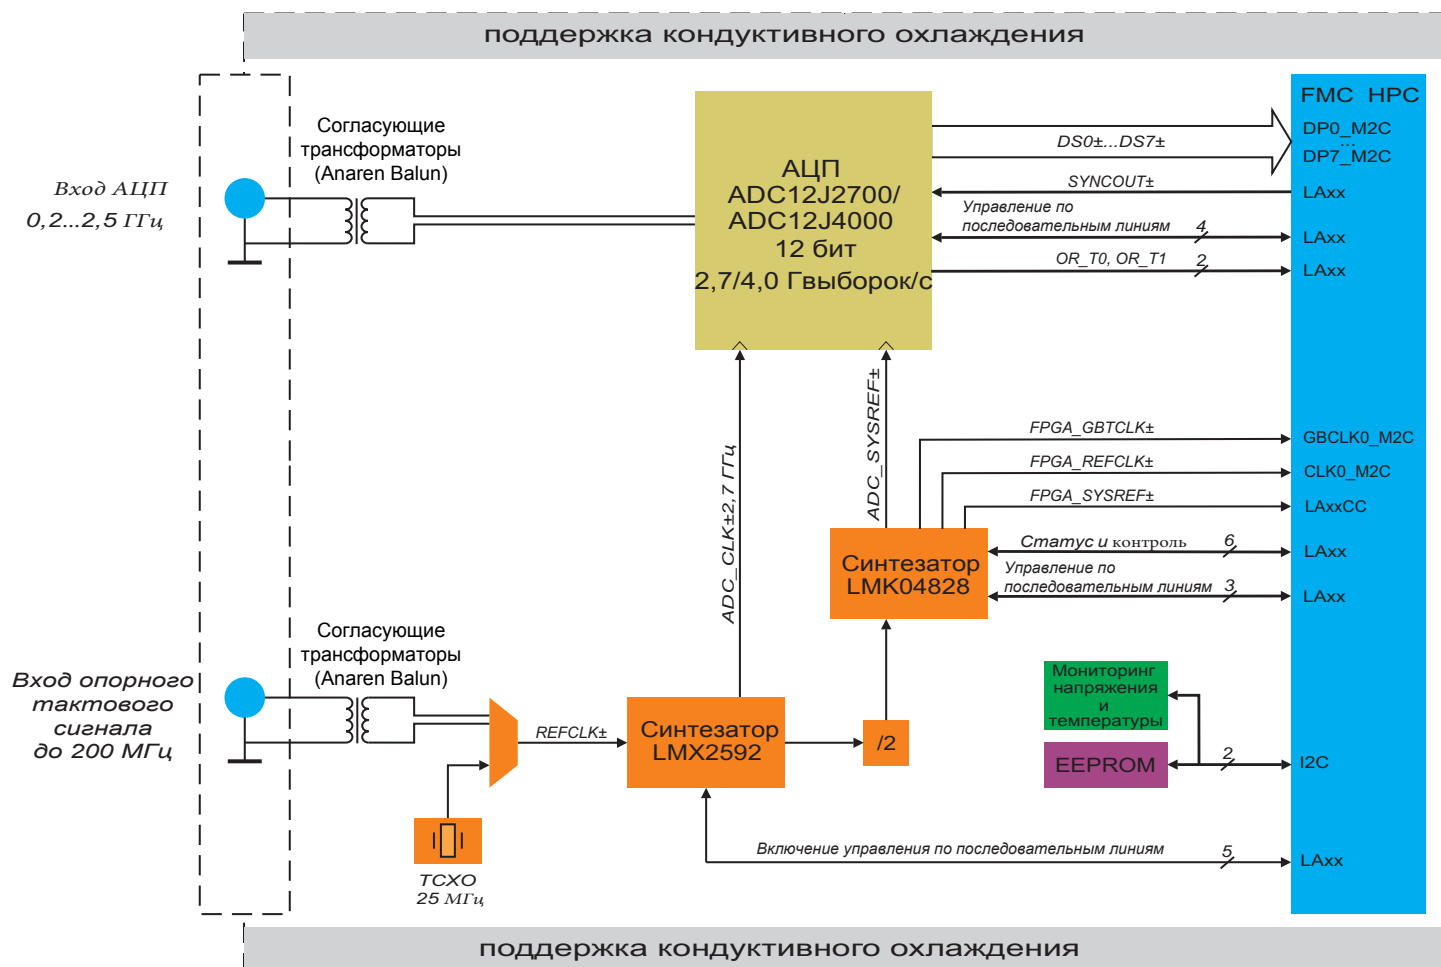 поддержка кондуктивного охлаждения
Согласующие
трансформаторы
(Anaren Balun)
Вход АЦП
0,2...2,5 ГГц
АЦП
ADC12J2700/
ADC12J4000
12 бит
2,7/4,0 Гвыборок/с
DS0±...DS7±
SYNCOUT±
Управление по
последовательным линиям
4
OR_T0, OR_T1
2
FMC HPC
DP0_M2C
...
DP7_M2C
LAxx
LAxx
LAxx
ADC_CLK±2,7 ГГц
ADC_SYSREF±
FPGA_GBTCLK±
FPGA_REFCLK±
FPGA_SYSREF±
GBCLK0_M2C
CLK0_M2C
LAxxCC
Синтезатор
LMK04828
Статус и контроль
6
LAxx
Управление по
последовательным линиям
3
LAxx
Согласующие
трансформаторы
(Anaren Balun)
Вход опорного
тактового
сигнала
до 200 МГц
REFCLK±
Синтезатор
LMX2592
/2
Мониторинг
напряжения
и
температуры
EEPROM
2
I2C
TCXO
25 МГц
Включение управления по последовательным линиям
5
LAxx
поддержка кондуктивного охлаждения